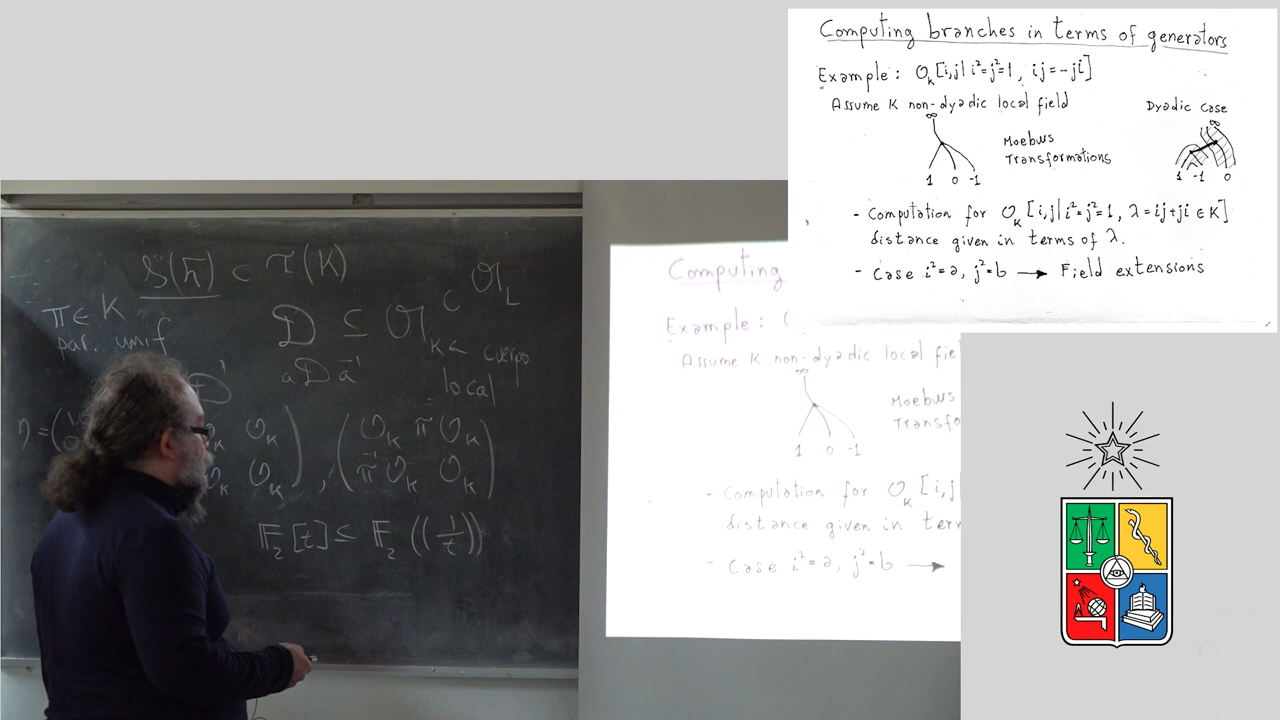 Computing branches in terms of generators
Example: O_K[i,j| i²=j²=1, ij=-ji]
Assume K non-dyadic local field
Dyadic case
∞
∞
Moebius
Transformations
1 0 -1
1 -1 0
- Computation for O_K[i,j| i²=j²=1, λ=ij+ji ∈ K]
distance given in terms of λ.
- Case i²=a, j²=b → Field extensions
⊂ τ(K)
π ∈ K
par. unif
D ⊆ 𝔐_K ⊂ 𝔐_L
← cuerpo
local
a D a⁻¹
D'
η = (
O_K
O_K ) , ( O_K π O_K
π⁻¹ O_K O_K )
F₂[t] ≤ F₂((1/t))
Computing
Example: (
Assume K non-dyadic local fie
∞
Moebius
Transfo
1 0 -1
- Computation for O_K[i,j|
distance given in ter
- Case i²=a, j²=b →